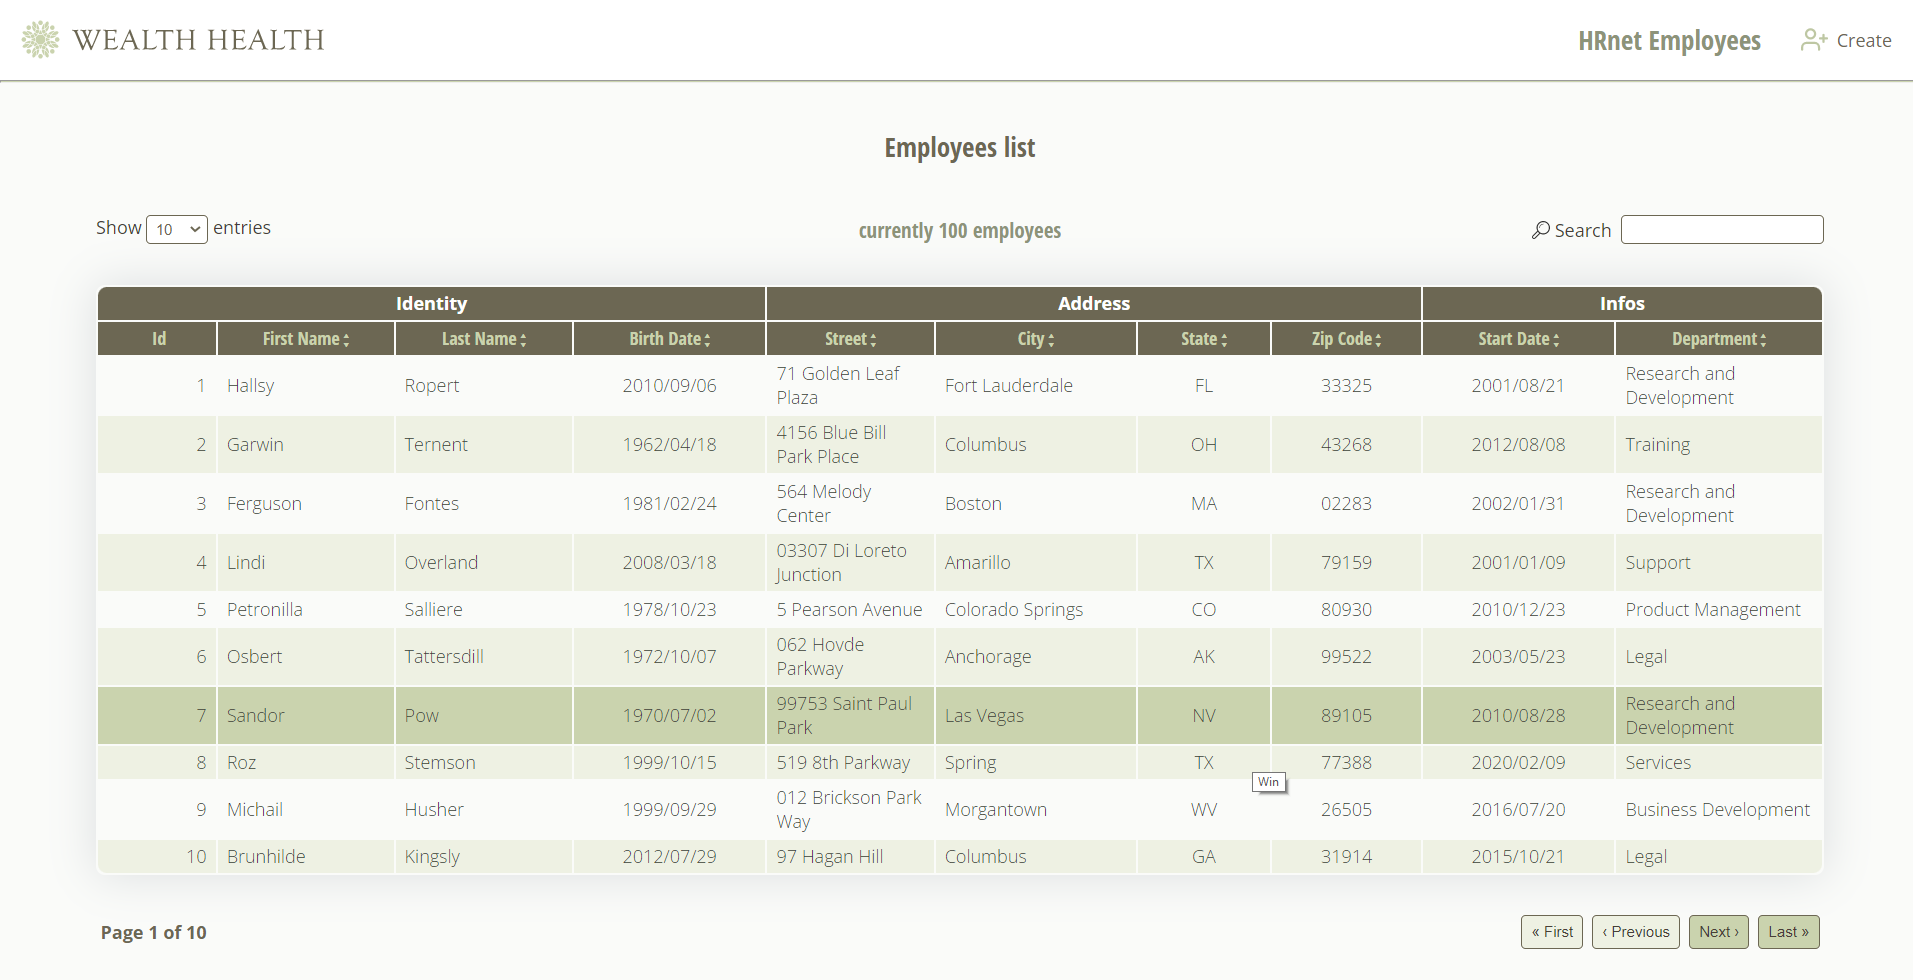 WEALTH HEALTH
HRnet Employees
Create
Employees list
Show 10 entries
currently 100 employees
Search
Identity Address Infos
Id First Name Last Name Birth Date Street City State Zip Code Start Date Department
1 Hallsy Ropert 2010/09/06 71 Golden Leaf Plaza Fort Lauderdale FL 33325 2001/08/21 Research and Development
2 Garwin Ternent 1962/04/18 4156 Blue Bill Park Place Columbus OH 43268 2012/08/08 Training
3 Ferguson Fontes 1981/02/24 564 Melody Center Boston MA 02283 2002/01/31 Research and Development
4 Lindi Overland 2008/03/18 03307 Di Loreto Junction Amarillo TX 79159 2001/01/09 Support
5 Petronilla Salliere 1978/10/23 5 Pearson Avenue Colorado Springs CO 80930 2010/12/23 Product Management
6 Osbert Tattersdill 1972/10/07 062 Hovde Parkway Anchorage AK 99522 2003/05/23 Legal
7 Sandor Pow 1970/07/02 99753 Saint Paul Park Las Vegas NV 89105 2010/08/28 Research and Development
8 Roz Stemson 1999/10/15 519 8th Parkway Spring TX 77388 2020/02/09 Services
Win
9 Michail Husher 1999/09/29 012 Brickson Park Way Morgantown WV 26505 2016/07/20 Business Development
10 Brunhilde Kingsly 2012/07/29 97 Hagan Hill Columbus GA 31914 2015/10/21 Legal
Page 1 of 10
« First ‹ Previous Next › Last »